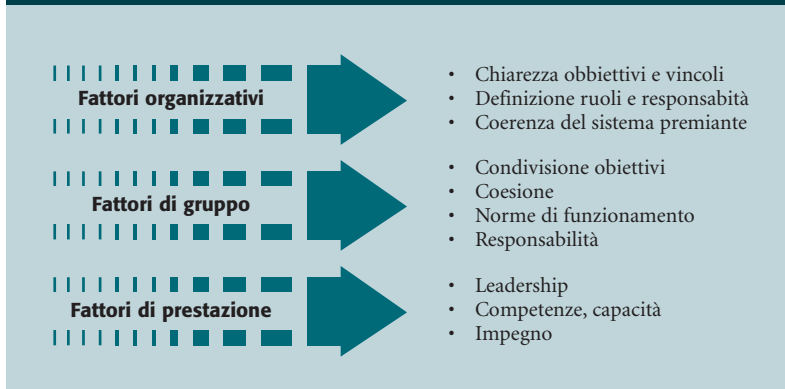 Fattori organizzativi
• Chiarezza obbiettivi e vincoli
• Definizione ruoli e responsabità
• Coerenza del sistema premiante
Fattori di gruppo
• Condivisione obiettivi
• Coesione
• Norme di funzionamento
• Responsabilità
Fattori di prestazione
• Leadership
• Competenze, capacità
• Impegno